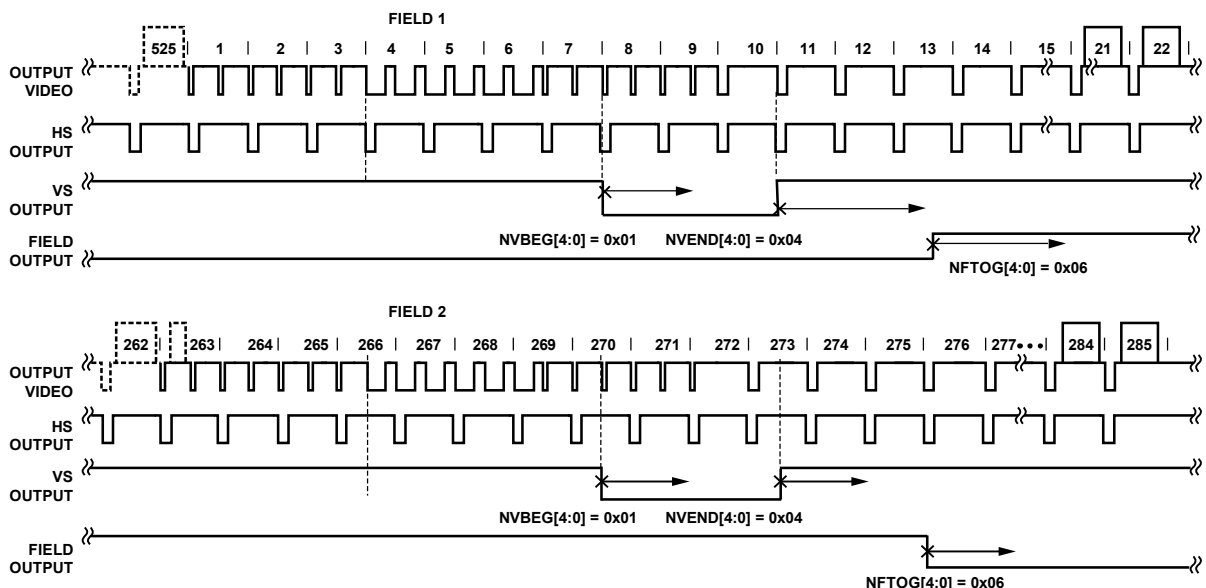 FIELD 1
525 1 2 3 4 5 6 7 8 9 10 11 12 13 14 15 21 22
OUTPUT
VIDEO
HS
OUTPUT
VS
OUTPUT
NVBEG[4:0] = 0x01 NVEND[4:0] = 0x04
FIELD
OUTPUT
NFTOG[4:0] = 0x06
FIELD 2
262 263 264 265 266 267 268 269 270 271 272 273 274 275 276 277••• 284 285
OUTPUT
VIDEO
HS
OUTPUT
VS
OUTPUT
NVBEG[4:0] = 0x01 NVEND[4:0] = 0x04
FIELD
OUTPUT
NFTOG[4:0] = 0x06